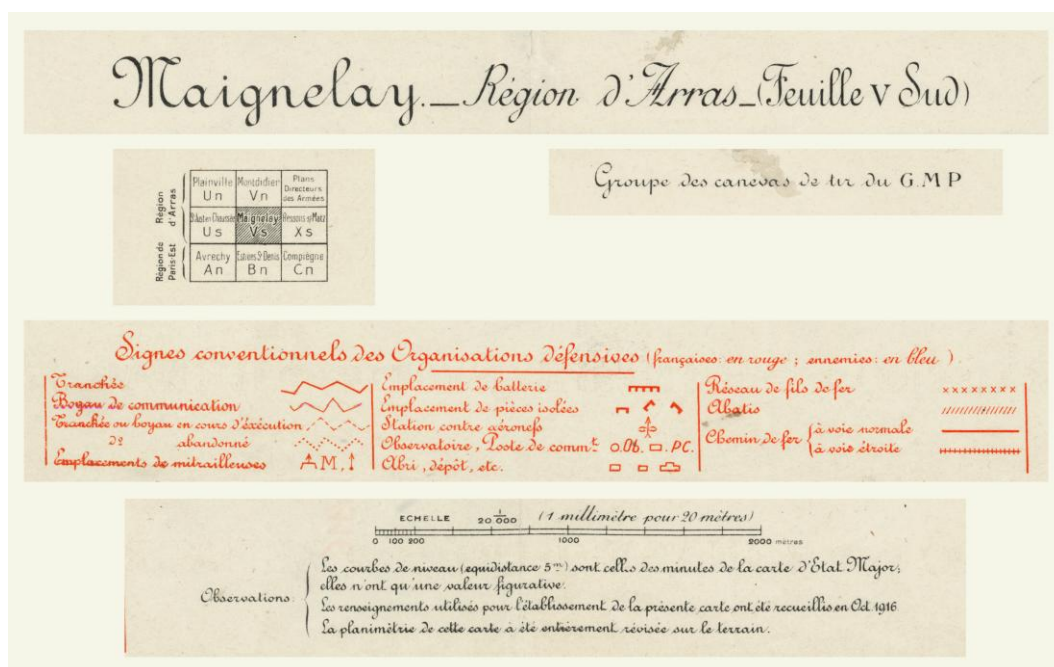 Maignelay._Région d'Arras_(Feuille V Sud)
Région d'Arras
Région de Paris-Est
Plainville Montdidier Plans Directeurs des Armées
Un Vn
St Just-en-Chaussée Maignelay Ressons s/ Matz
Us Vs Xs
Avrechy Estrées St Denis Compiègne
An Bn Cn
Groupe des canevas de tir du G.M.P
Signes conventionnels des Organisations défensives (françaises: en rouge ; ennemies: en bleu ).
Tranchée
Boyau de communication
Tranchée ou boyau en cours d'éxécution
do abandonné
Emplacements de mitrailleuses M.
Emplacement de batterie
Emplacement de pièces isolées
Station contre aéronefs
Observatoire, Poste de commt. Ob. PC.
Abri, dépôt, etc.
Réseau de fils de fer
Abatis
Chemin de fer { à voie normale
à voie étroite
ECHELLE 1/20 000 (1 millimètre pour 20 mètres)
0 100 200 1000 2000 mètres
Observations:
Les courbes de niveau (equidistance 5m) sont celles des minutes de la carte d'Etat Major;
elles n'ont qu'une valeur figurative.
Les renseignements utilisés pour l'établissement de la présente carte ont été recueillis en Oct 1916
La planimétrie de cette carte a été entièrement révisée sur le terrain.